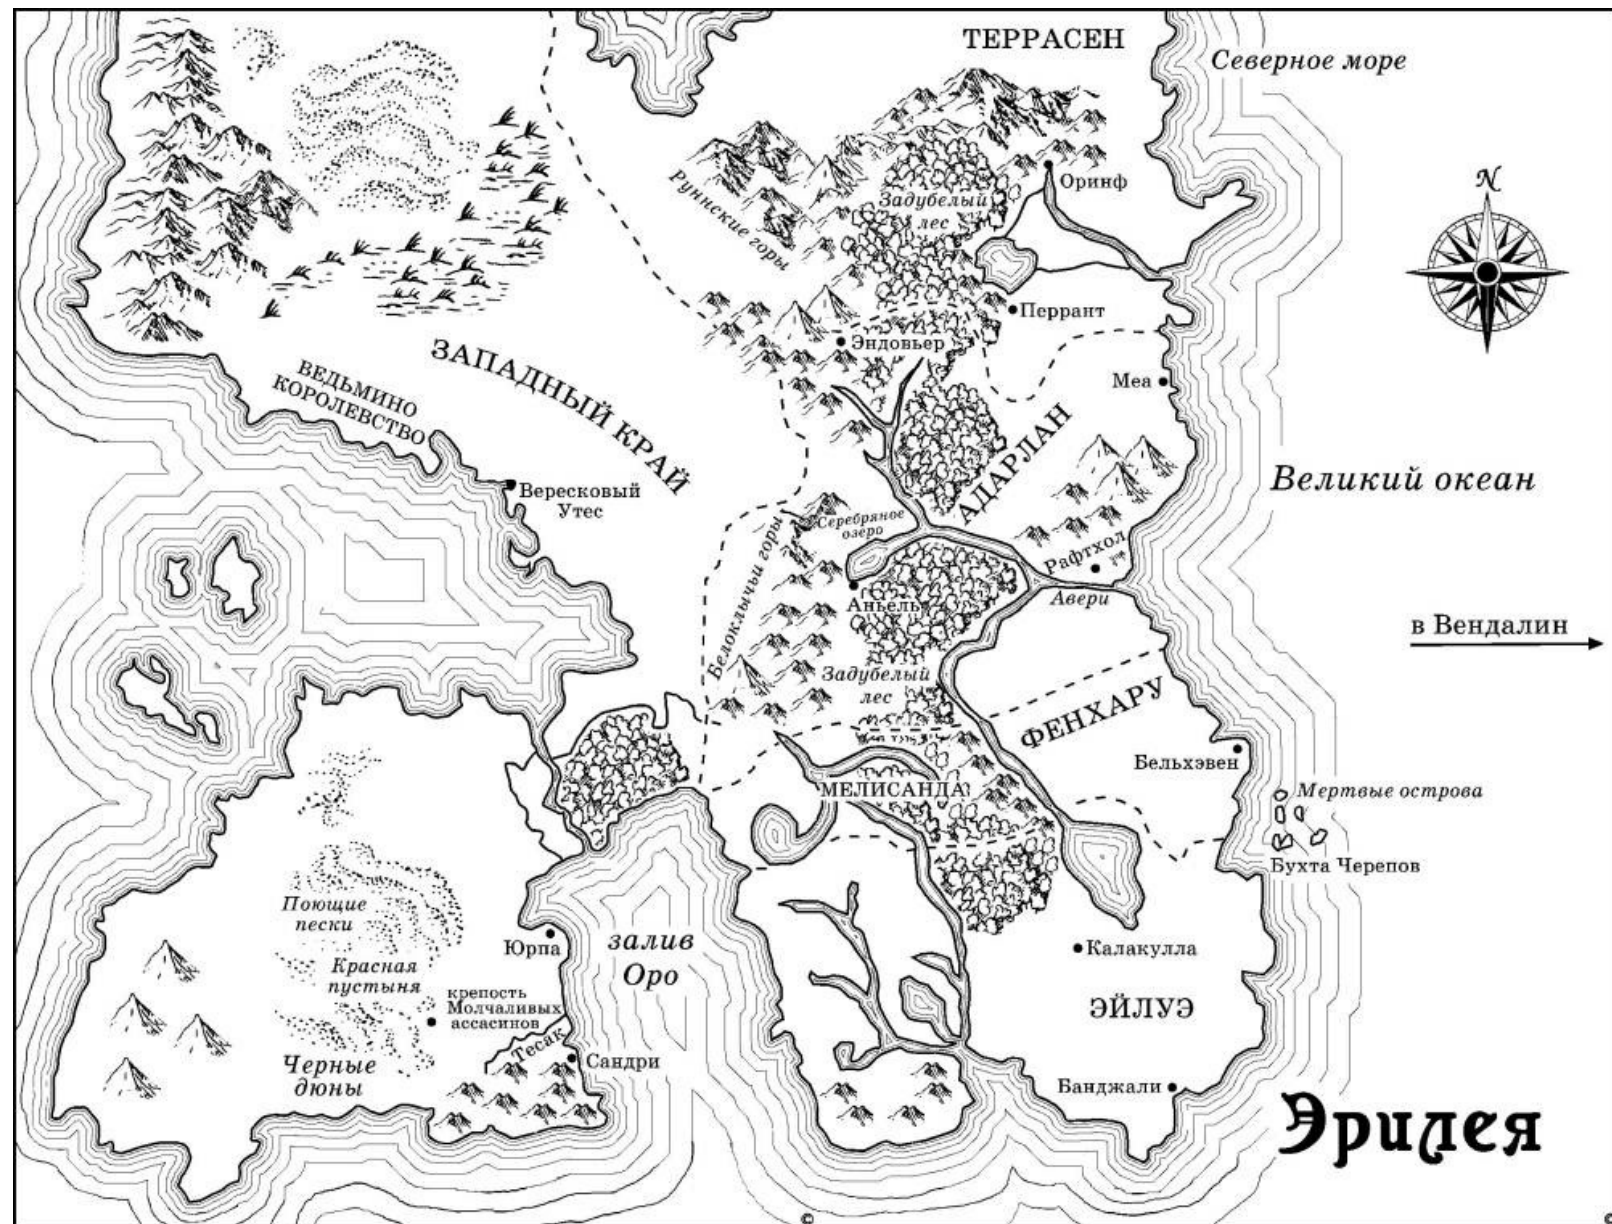 ТЕРРАСЕН
Северное море
N
Оринф
Задубелый
лес
Руннские горы
Перрант
Эндовьер
Меа
ЗАПАДНЫЙ КРАЙ
ВЕДЬМИНО
КОРОЛЕВСТВО
АДАРЛАН
Великий океан
Вересковый
Утес
Серебряное
озеро
Рафтхол
Белоклычьи горы
Аньель
Авери
в Вендалин
Задубелый
лес
ФЕНХАРУ
Бельхэвен
МЕЛИСАНДА
Мертвые острова
Бухта Черепов
Поющие
пески
Юрпа
залив
Оро
Калакулла
Красная
пустыня
крепость
Молчаливых
ассасинов
ЭЙЛУЭ
Тесак
Сандри
Черные
дюны
Банджали
Эрилея
©
©